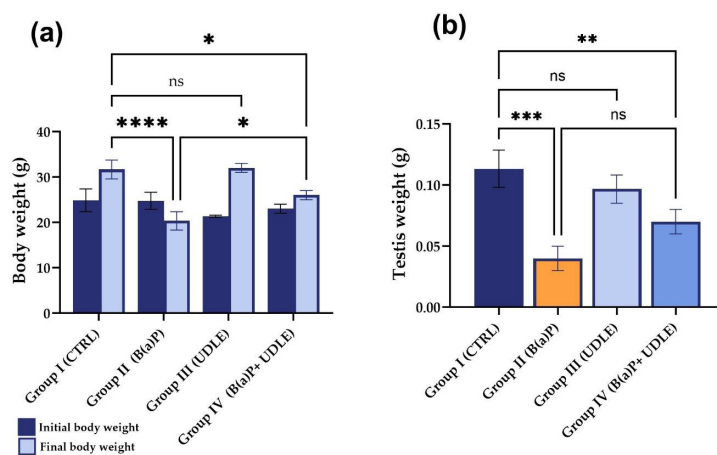 (a)
*
ns
****
*
40
30
20
10
0
Body weight (g)
Group I (CTRL)
Group II (B(a)P)
Group III (UDLE)
Group IV (B(a)P+ UDLE)
Initial body weight
Final body weight
(b)
**
ns
***
ns
0.15
0.10
0.05
0.00
Testis weight (g)
Group I (CTRL)
Group II (B(a)P)
Group III (UDLE)
Group IV (B(a)P+ UDLE)